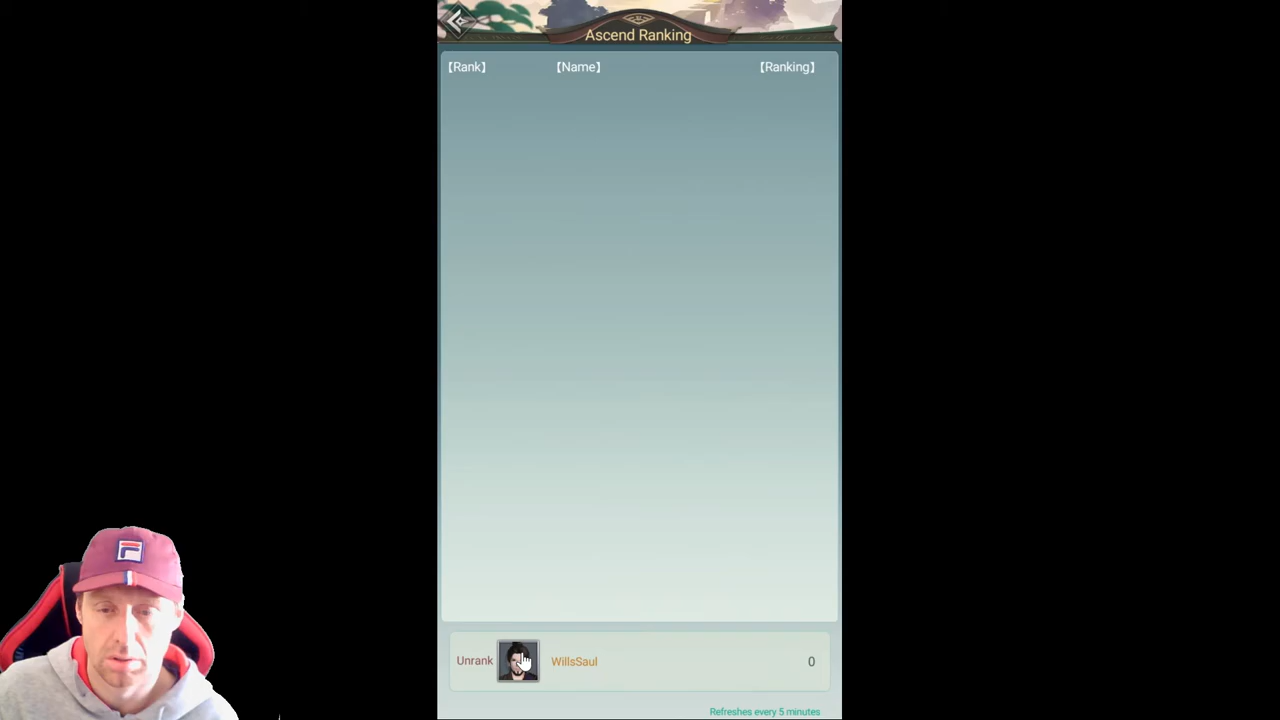 Ascend Ranking
【Rank】 【Name】 【Ranking】
Unrank WillsSaul 0
Refreshes every 5 minutes